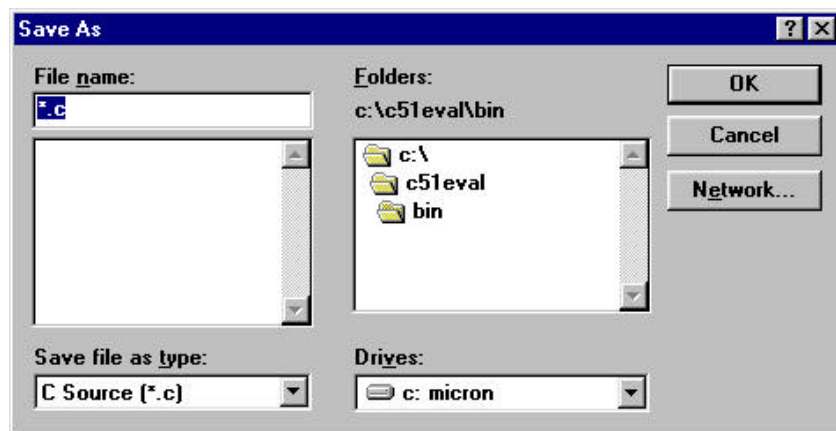 Save As
File name:
*.c
Folders:
c:\c51eval\bin
c:\
c51eval
bin
OK
Cancel
Network...
Save file as type:
C Source (*.c)
Drives:
c: micron